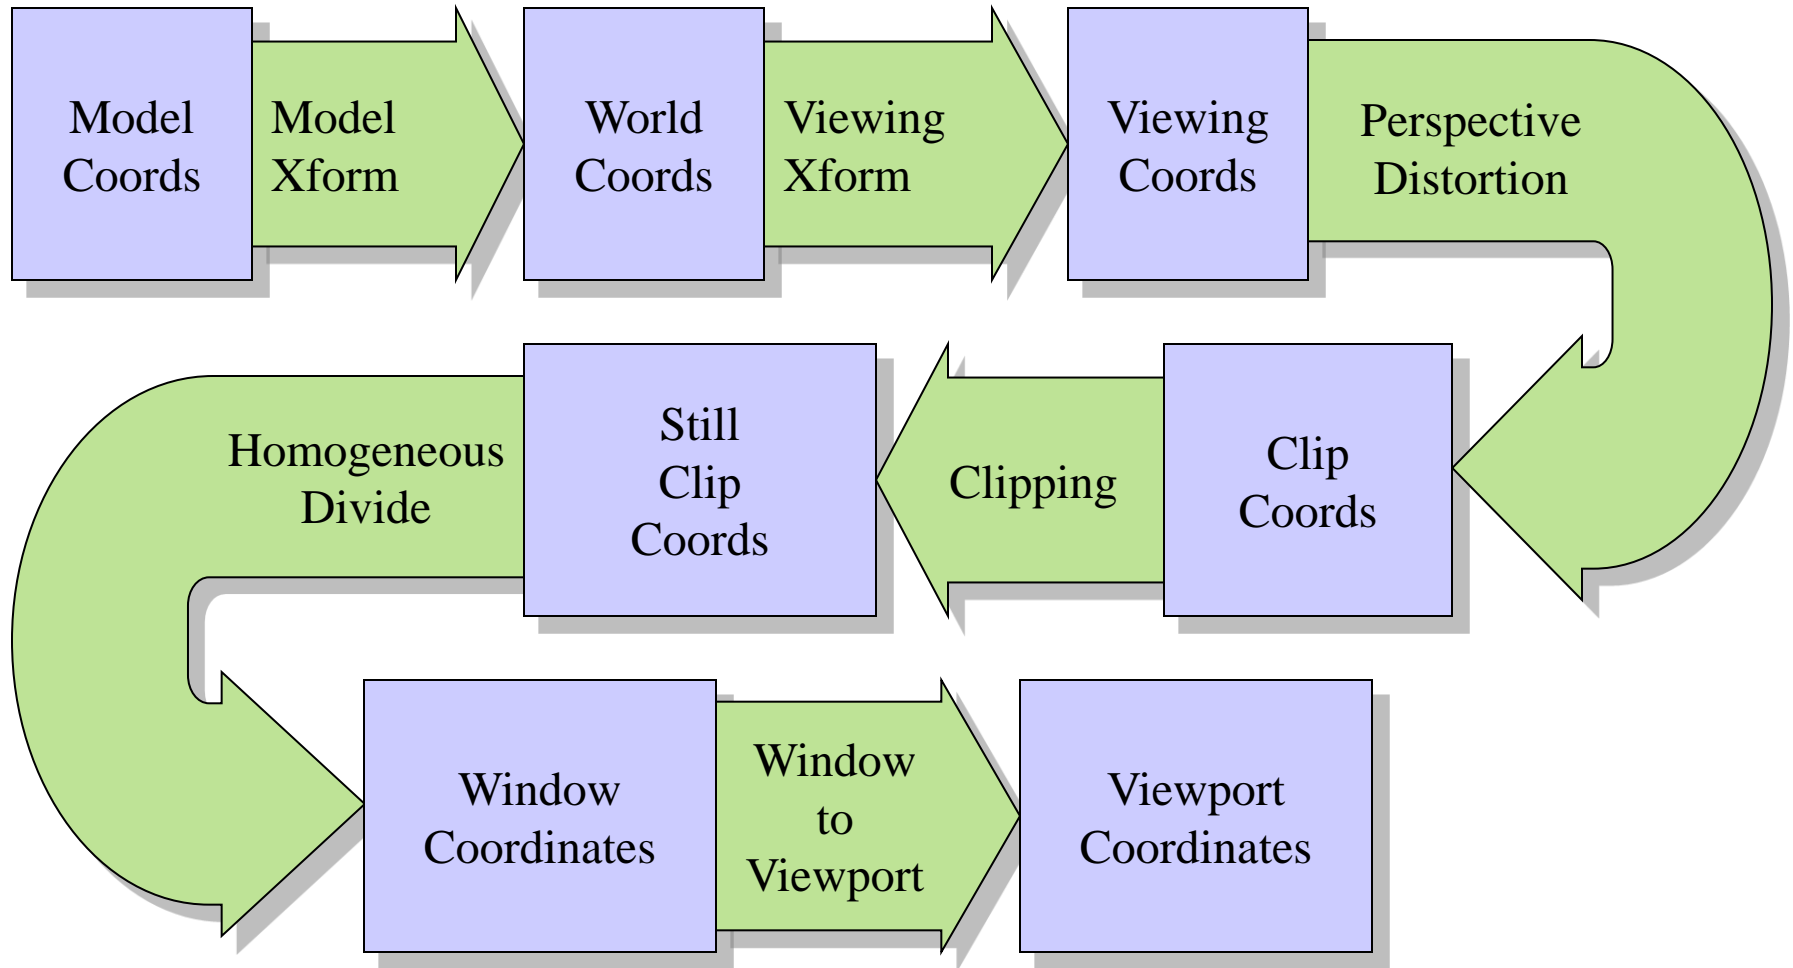 Model
Coords
Model
Xform
World
Coords
Viewing
Xform
Viewing
Coords
Perspective
Distortion
Clip
Coords
Clipping
Still
Clip
Coords
Homogeneous
Divide
Window
Coordinates
Window
to
Viewport
Viewport
Coordinates